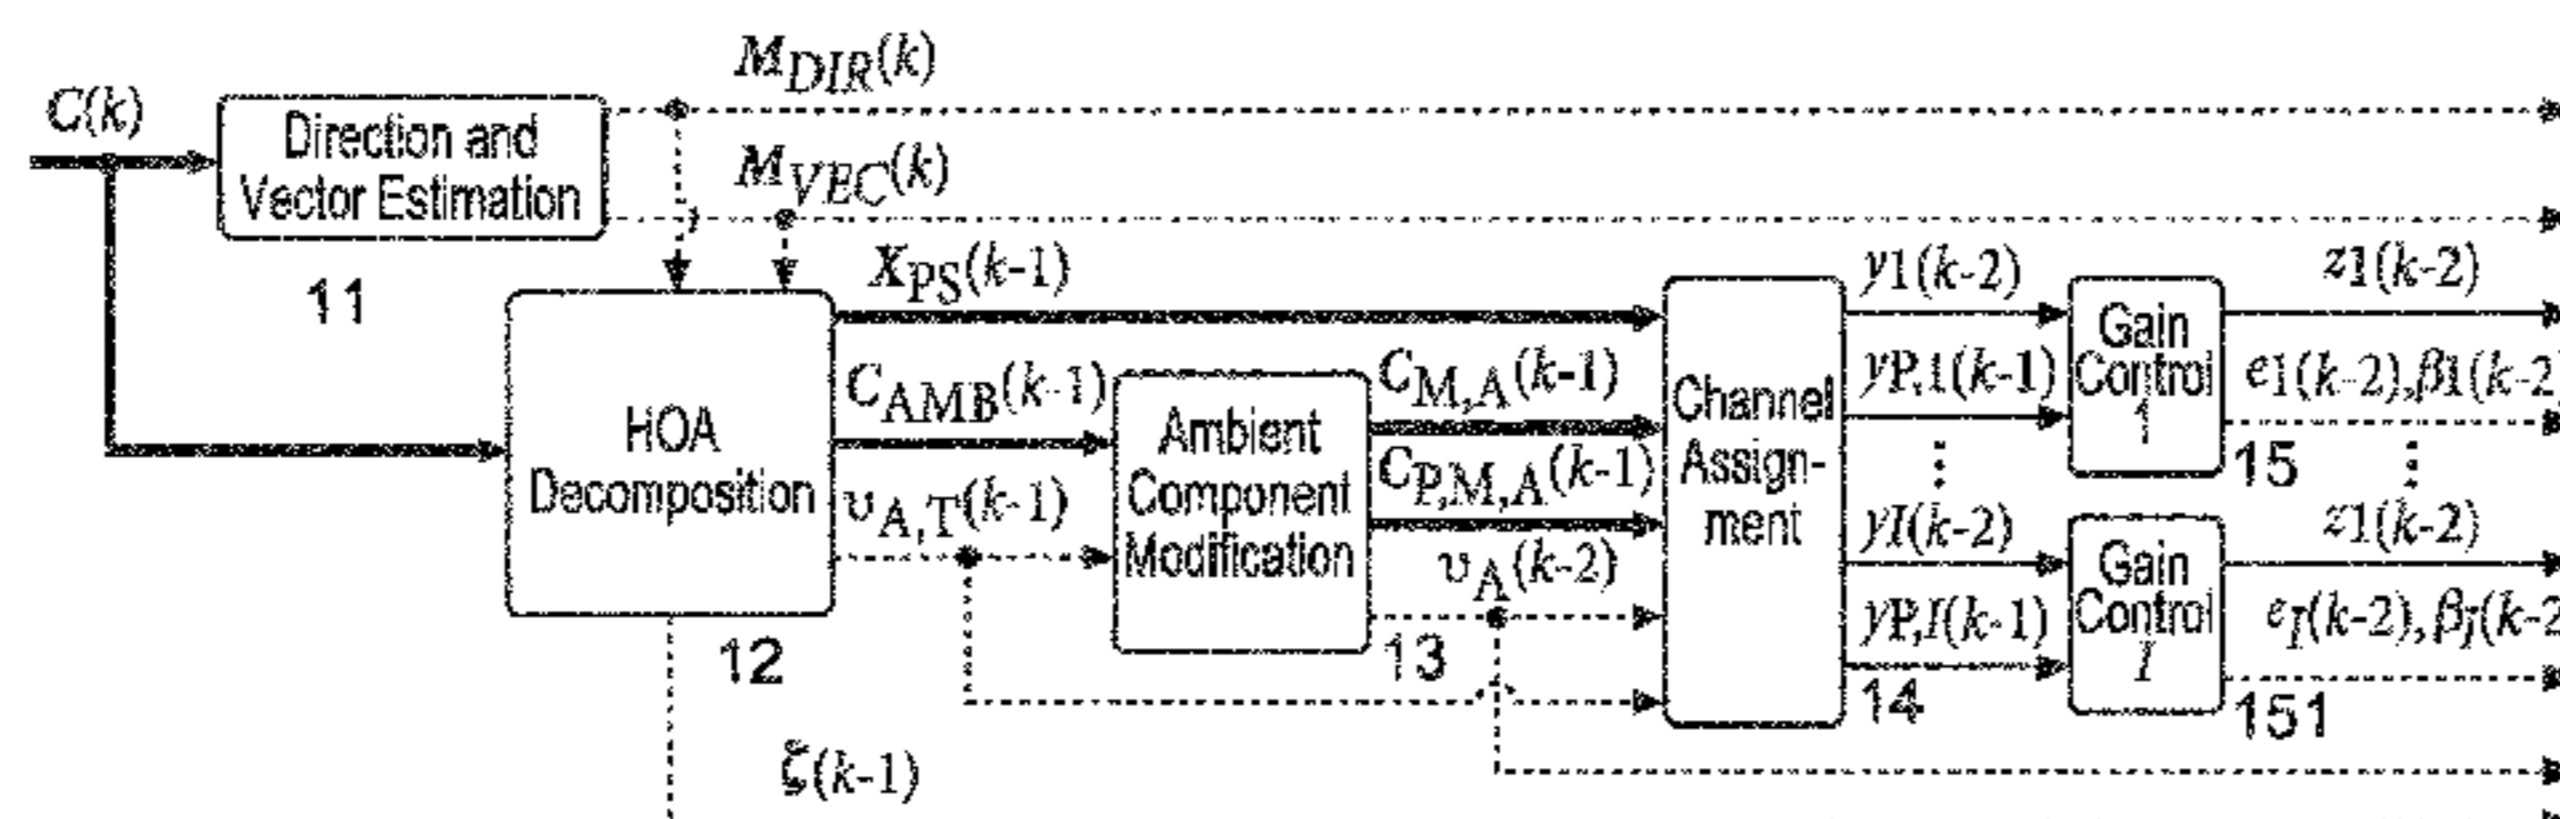 M_DIR(k)
C(k)
Direction and
Vector Estimation
11
M_VEC(k)
X_PS(k-1)
HOA
Decomposition
12
C_AMB(k-1)
υ_A,T(k-1)
ζ(k-1)
Ambient
Component
Modification
13
C_M,A(k-1)
C_P,M,A(k-1)
υ_A(k-2)
Channel
Assign-
ment
14
y1(k-2)
yP,1(k-1)
yI(k-2)
yP,I(k-1)
Gain
Control
1
15
z1(k-2)
e1(k-2),β1(k-2
Gain
Control
I
151
z1(k-2)
e_I(k-2),β_I(k-2